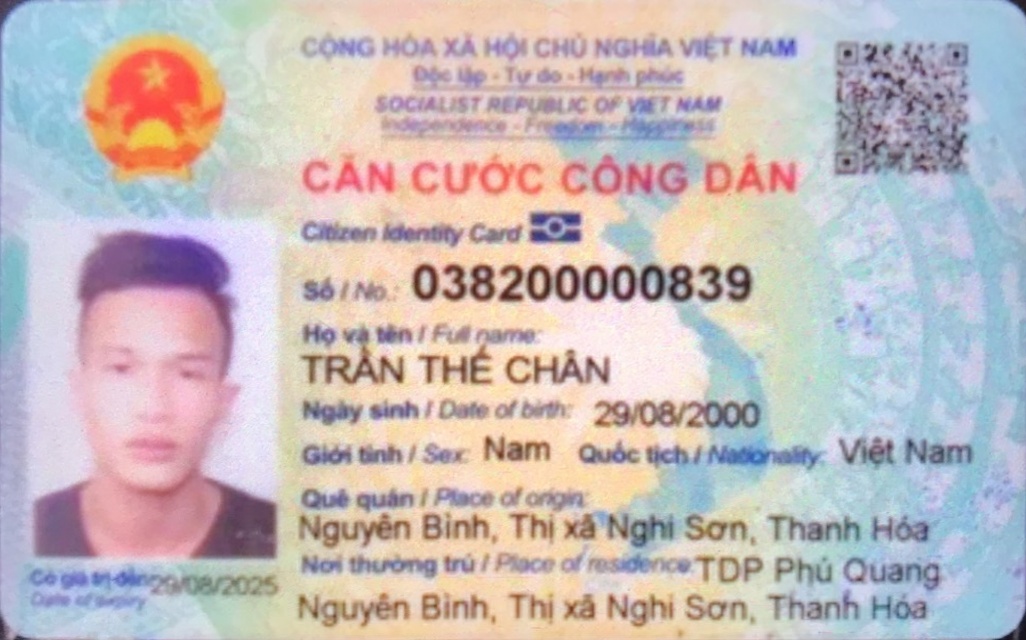 CỘNG HÒA XÃ HỘI CHỦ NGHĨA VIỆT NAM
Độc lập - Tự do - Hạnh phúc
SOCIALIST REPUBLIC OF VIET NAM
Independence - Freedom - Happiness
CĂN CƯỚC CÔNG DÂN
Citizen Identity Card
Số / No.: 038200000839
Họ và tên / Full name:
TRẦN THẾ CHÂN
Ngày sinh / Date of birth: 29/08/2000
Giới tính / Sex: Nam Quốc tịch / Nationality: Việt Nam
Quê quán / Place of origin:
Nguyên Bình, Thị xã Nghi Sơn, Thanh Hóa
Nơi thường trú / Place of residence: TDP Phú Quang
Nguyên Bình, Thị xã Nghi Sơn, Thanh Hóa
Có giá trị đến: 29/08/2025
Date of expiry